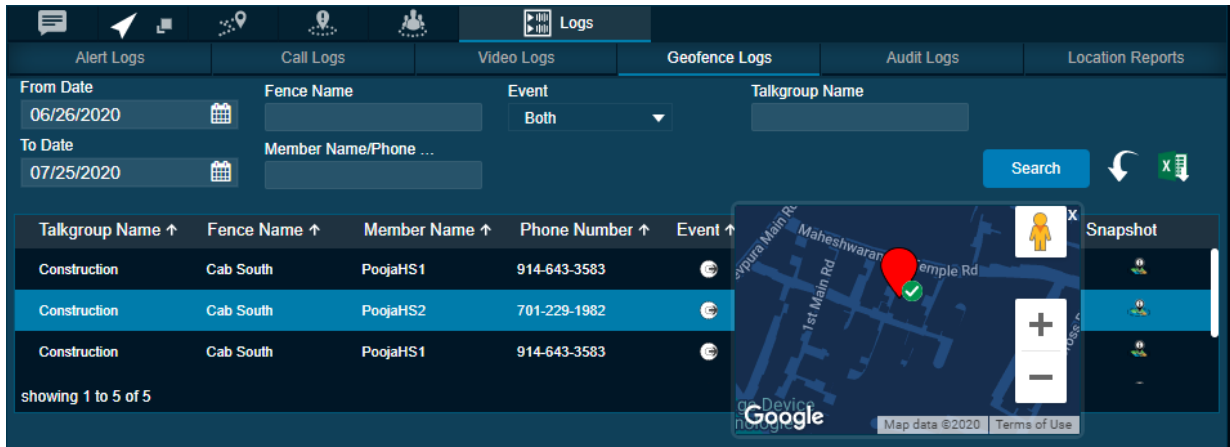 Logs
Alert Logs Call Logs Video Logs Geofence Logs Audit Logs Location Reports
From Date Fence Name Event Talkgroup Name
06/26/2020 Both
To Date Member Name/Phone ...
07/25/2020 Search
Talkgroup Name ↑ Fence Name ↑ Member Name ↑ Phone Number ↑ Event ↑ x Snapshot
Construction Cab South PoojaHS1 914-643-3583
Construction Cab South PoojaHS2 701-229-1982
Construction Cab South PoojaHS1 914-643-3583
showing 1 to 5 of 5
Main Rd
Maheshwaran
Temple Rd
1st Main Rd
+
−
Device
Google
Map data ©2020 Terms of Use